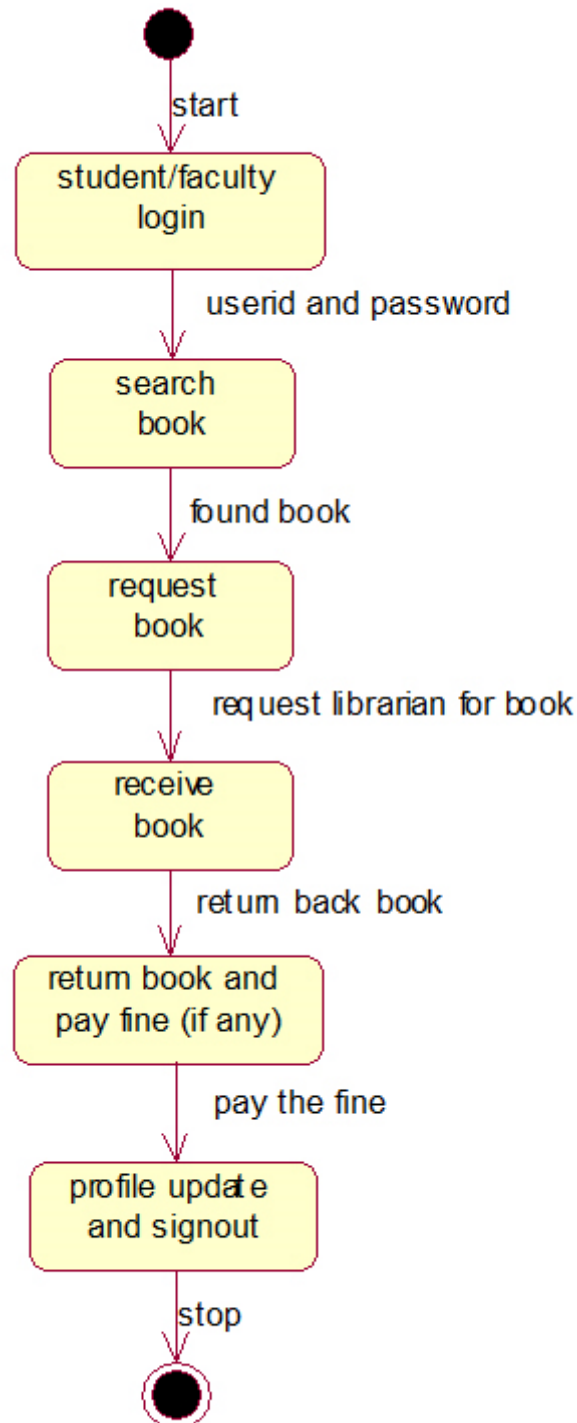 start
student/faculty
login
userid and password
search
book
found book
request
book
request librarian for book
receive
book
return back book
return book and
pay fine (if any)
pay the fine
profile update
and signout
stop